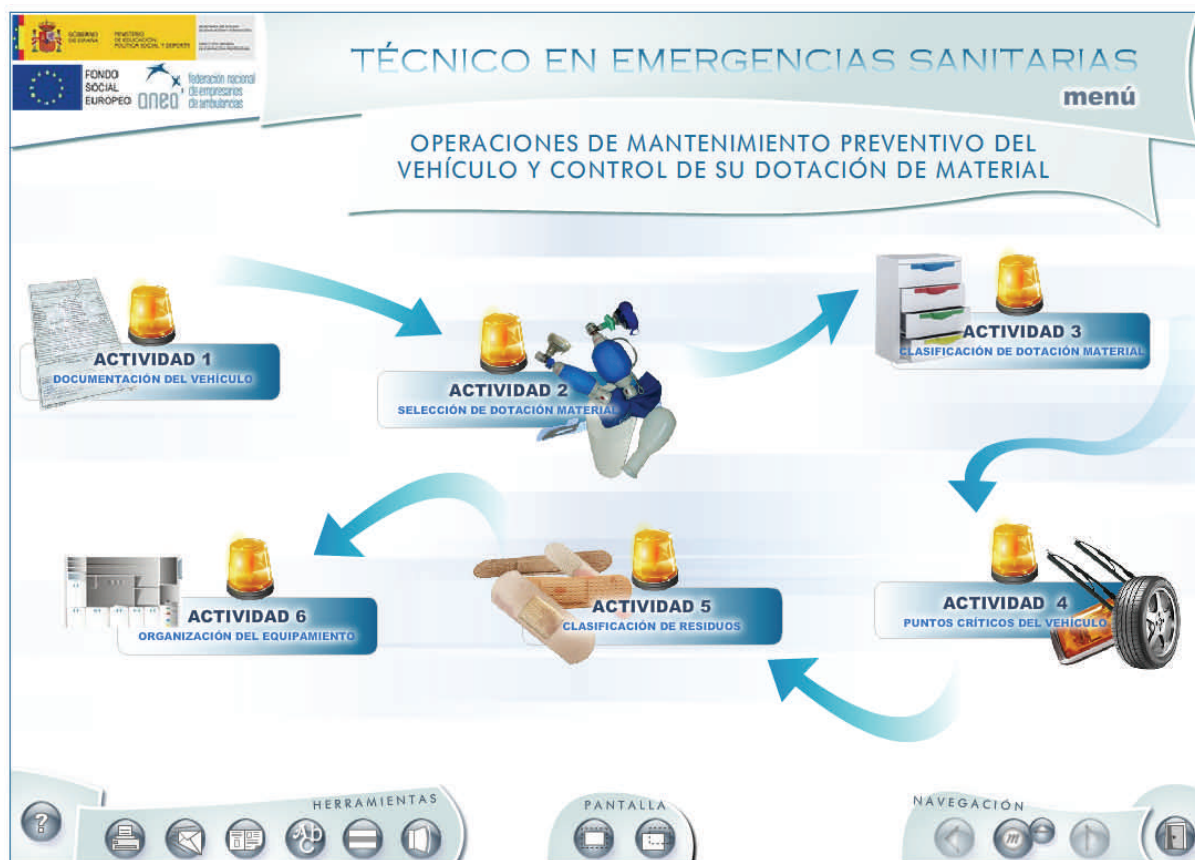 GOBIERNO
DE ESPAÑA
MINISTERIO
DE EDUCACIÓN,
POLÍTICA SOCIAL Y DEPORTE
FONDO
SOCIAL
EUROPEO
anea
federación nacional
de empresarios
de ambulancias
TÉCNICO EN EMERGENCIAS SANITARIAS
menú
OPERACIONES DE MANTENIMIENTO PREVENTIVO DEL
VEHÍCULO Y CONTROL DE SU DOTACIÓN DE MATERIAL
ACTIVIDAD 1
DOCUMENTACIÓN DEL VEHÍCULO
ACTIVIDAD 2
SELECCIÓN DE DOTACIÓN MATERIAL
ACTIVIDAD 3
CLASIFICACIÓN DE DOTACIÓN MATERIAL
ACTIVIDAD 4
PUNTOS CRÍTICOS DEL VEHÍCULO
ACTIVIDAD 5
CLASIFICACIÓN DE RESIDUOS
ACTIVIDAD 6
ORGANIZACIÓN DEL EQUIPAMIENTO
?
HERRAMIENTAS
PANTALLA
NAVEGACIÓN
m